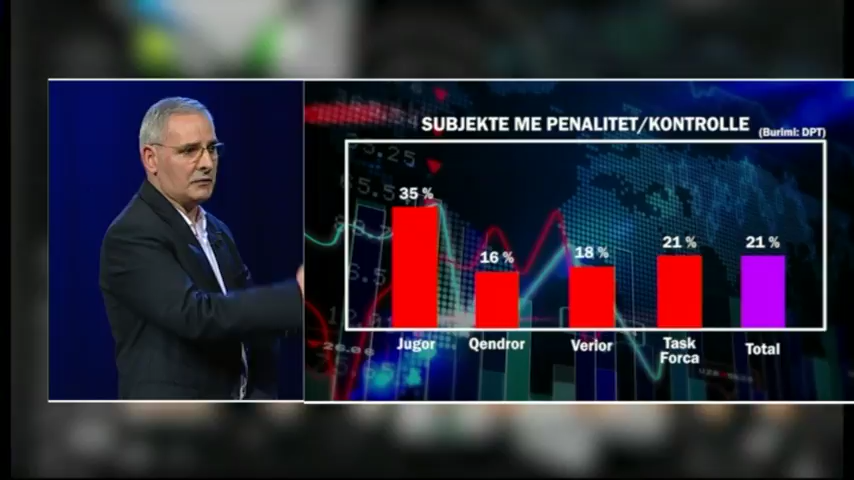 SUBJEKTE ME PENALITET/KONTROLLE
(Burimi: DPT)
35 %
16 %
18 %
21 %
21 %
Jugor
Qendror
Verior
Task
Forca
Total